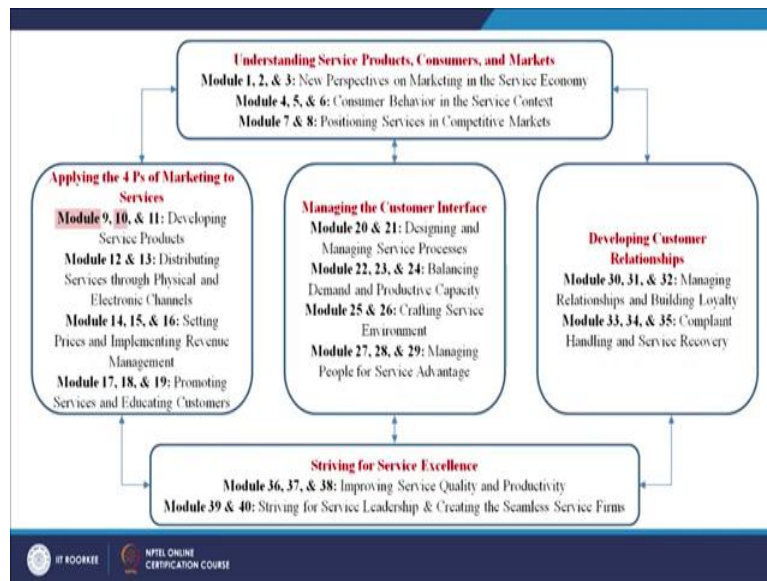 Understanding Service Products, Consumers, and Markets
Module 1, 2, & 3: New Perspectives on Marketing in the Service Economy
Module 4, 5, & 6: Consumer Behavior in the Service Context
Module 7 & 8: Positioning Services in Competitive Markets
Applying the 4 Ps of Marketing to
Services
Module 9, 10, & 11: Developing
Service Products
Module 12 & 13: Distributing
Services through Physical and
Electronic Channels
Module 14, 15, & 16: Setting
Prices and Implementing Revenue
Management
Module 17, 18, & 19: Promoting
Services and Educating Customers
Managing the Customer Interface
Module 20 & 21: Designing and
Managing Service Processes
Module 22, 23, & 24: Balancing
Demand and Productive Capacity
Module 25 & 26: Crafting Service
Environment
Module 27, 28, & 29: Managing
People for Service Advantage
Developing Customer
Relationships
Module 30, 31, & 32: Managing
Relationships and Building Loyalty
Module 33, 34, & 35: Complaint
Handling and Service Recovery
Striving for Service Excellence
Module 36, 37, & 38: Improving Service Quality and Productivity
Module 39 & 40: Striving for Service Leadership & Creating the Seamless Service Firms
IIT ROORKEE
NPTEL ONLINE
CERTIFICATION COURSE